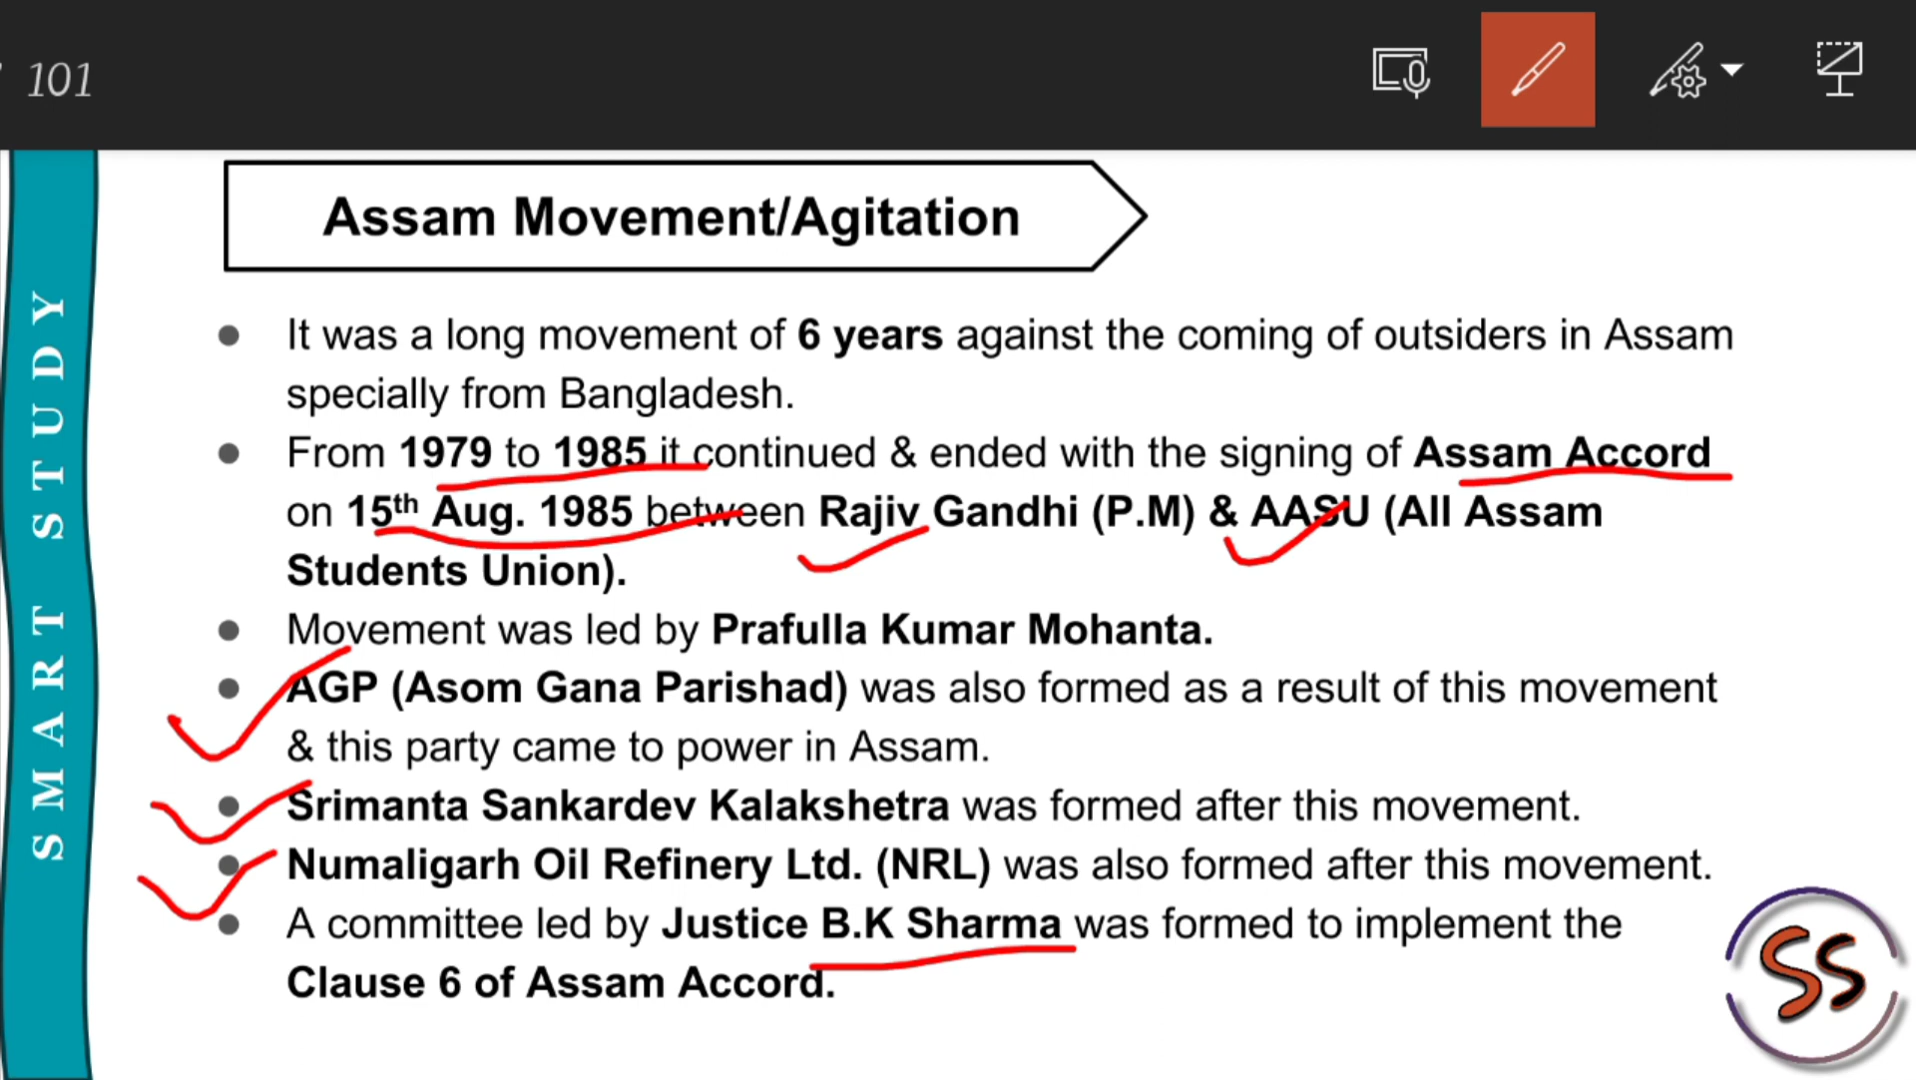 101
Assam Movement/Agitation
● It was a long movement of 6 years against the coming of outsiders in Assam
specially from Bangladesh.
● From 1979 to 1985 it continued & ended with the signing of Assam Accord
on 15th Aug. 1985 between Rajiv Gandhi (P.M) & AASU (All Assam
Students Union).
● Movement was led by Prafulla Kumar Mohanta.
● AGP (Asom Gana Parishad) was also formed as a result of this movement
& this party came to power in Assam.
● Srimanta Sankardev Kalakshetra was formed after this movement.
● Numaligarh Oil Refinery Ltd. (NRL) was also formed after this movement.
● A committee led by Justice B.K Sharma was formed to implement the
Clause 6 of Assam Accord.
SMART STUDY
SS